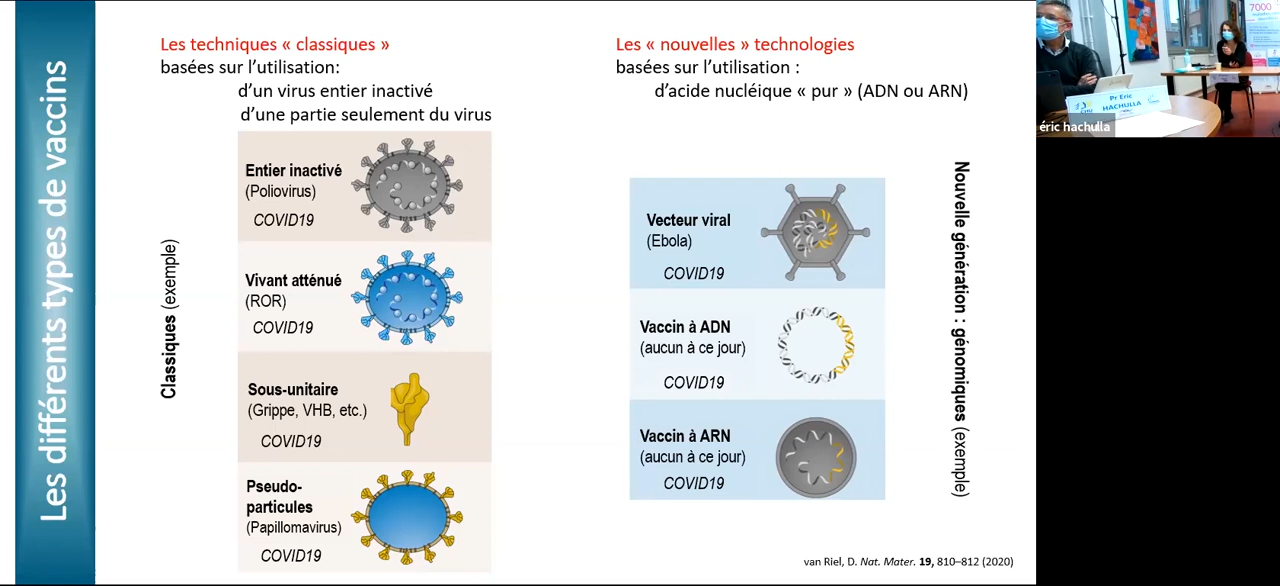 Les différents types de vaccins
Les techniques « classiques »
basées sur l'utilisation:
d'un virus entier inactivé
d'une partie seulement du virus
Classiques (exemple)
Entier inactivé
(Poliovirus)
COVID19
Vivant atténué
(ROR)
COVID19
Sous-unitaire
(Grippe, VHB, etc.)
COVID19
Pseudo-
particules
(Papillomavirus)
COVID19
Les « nouvelles » technologies
basées sur l'utilisation :
d'acide nucléique « pur » (ADN ou ARN)
Vecteur viral
(Ebola)
COVID19
Vaccin à ADN
(aucun à ce jour)
COVID19
Vaccin à ARN
(aucun à ce jour)
COVID19
Nouvelle génération : génomiques (exemple)
van Riel, D. Nat. Mater. 19, 810–812 (2020)
7000
Pr Eric
HACHULLA
éric hachulla